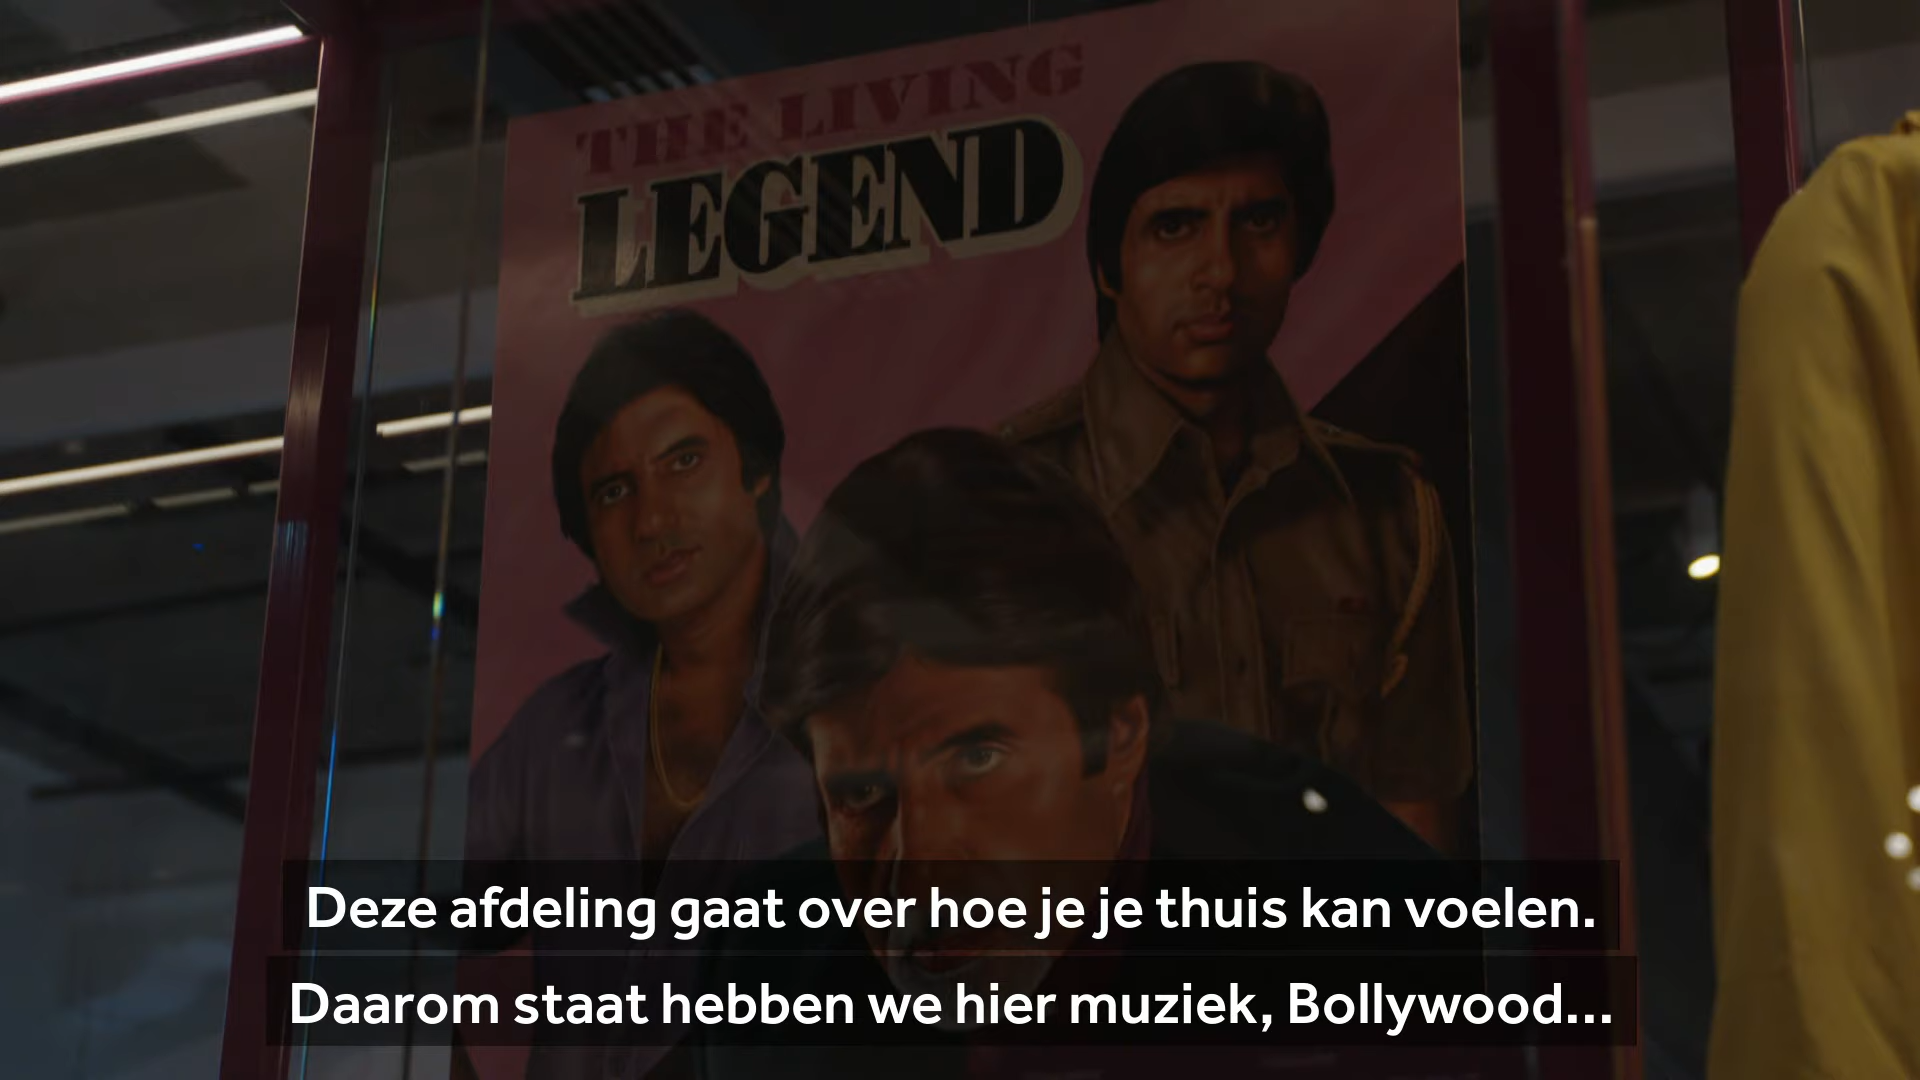 THE LIVING
LEGEND
Deze afdeling gaat over hoe je je thuis kan voelen.
Daarom staat hebben we hier muziek, Bollywood...